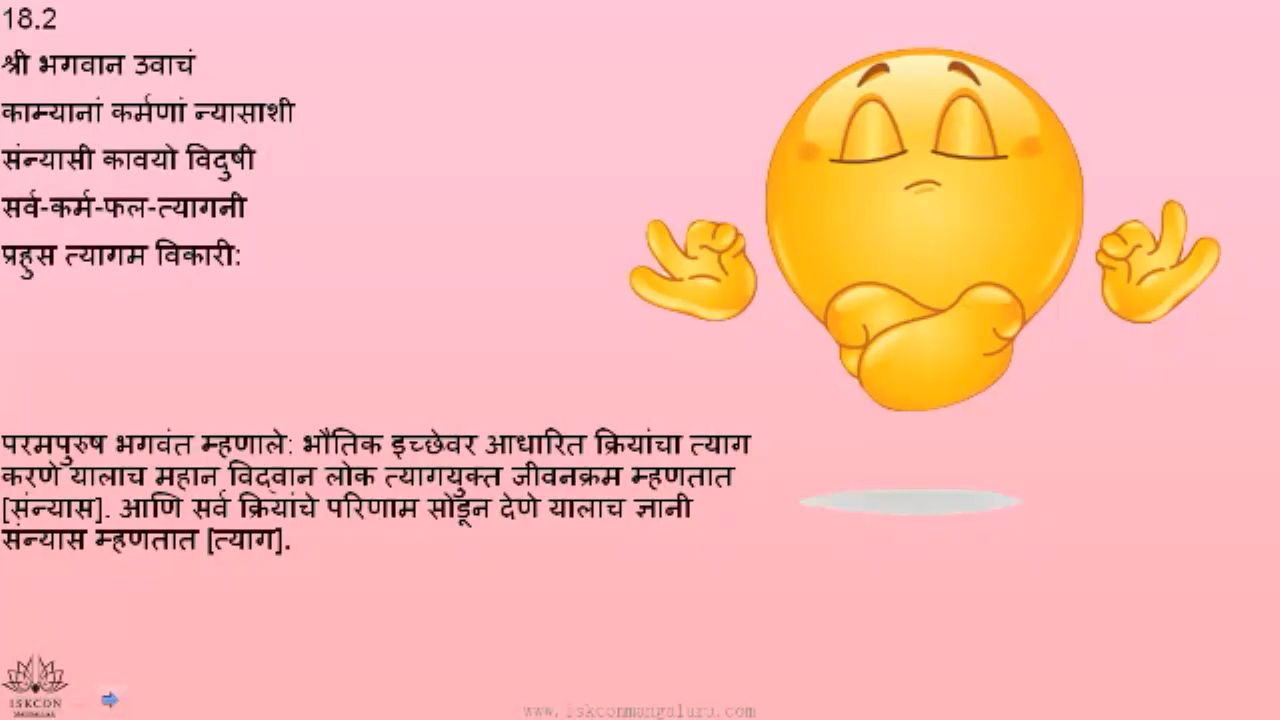 18.2
श्री भगवान उवाचं
काम्यानां कर्मणां न्यासाशी
संन्यासी कावयो विदुषी
सर्व-कर्म-फल-त्यागनी
प्रहुस त्यागम विकारी:
परमपुरुष भगवंत म्हणाले: भौतिक इच्छेवर आधारित क्रियांचा त्याग
करणे यालाच महान विद्वान लोक त्यागयुक्त जीवनक्रम म्हणतात
[संन्यास]. आणि सर्व क्रियांचे परिणाम सोडून देणे यालाच ज्ञानी
संन्यास म्हणतात [त्याग].
ISKCON
www.iskconmangaluru.com